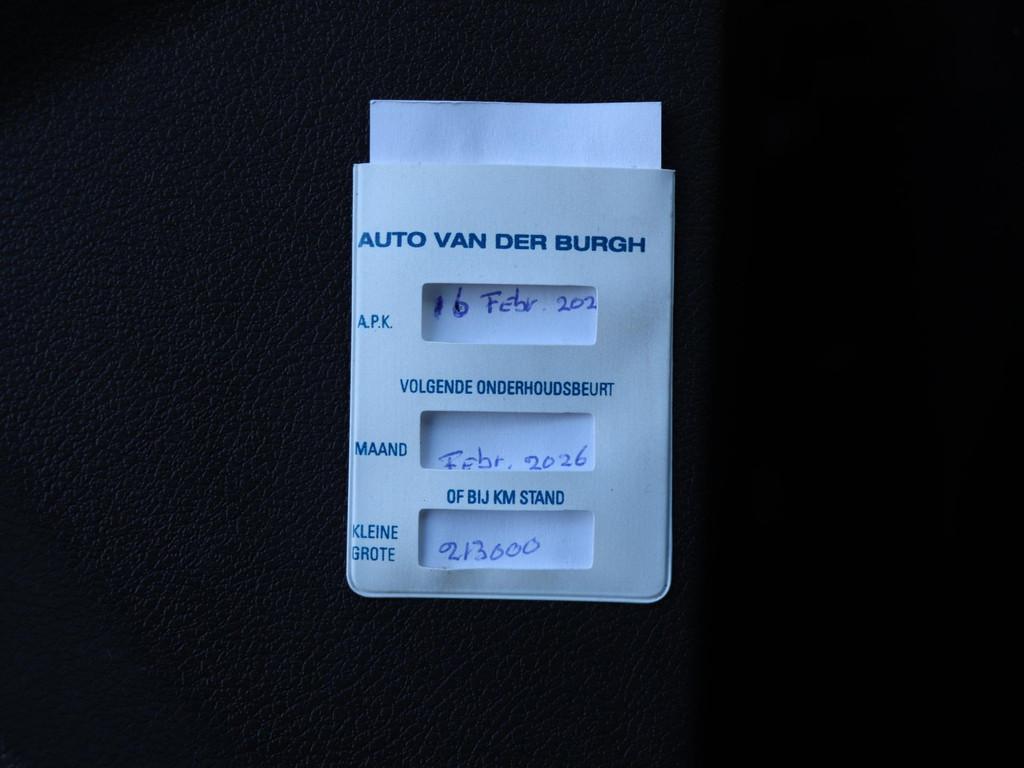 AUTO VAN DER BURGH
A.P.K. 16 Febr. 202
VOLGENDE ONDERHOUDSBEURT
MAAND Febr. 2026
OF BIJ KM STAND
KLEINE
GROTE 213000